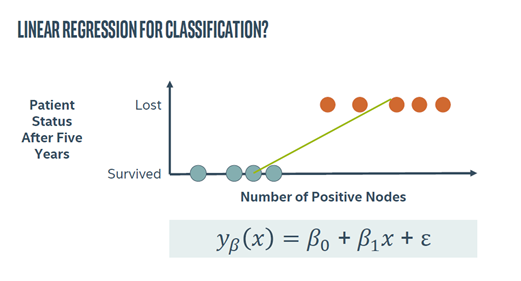 LINEAR REGRESSION FOR CLASSIFICATION?
Patient
Status
After Five
Years
Lost
Survived
Number of Positive Nodes
yᵦ(x) = β₀ + β₁x + ε